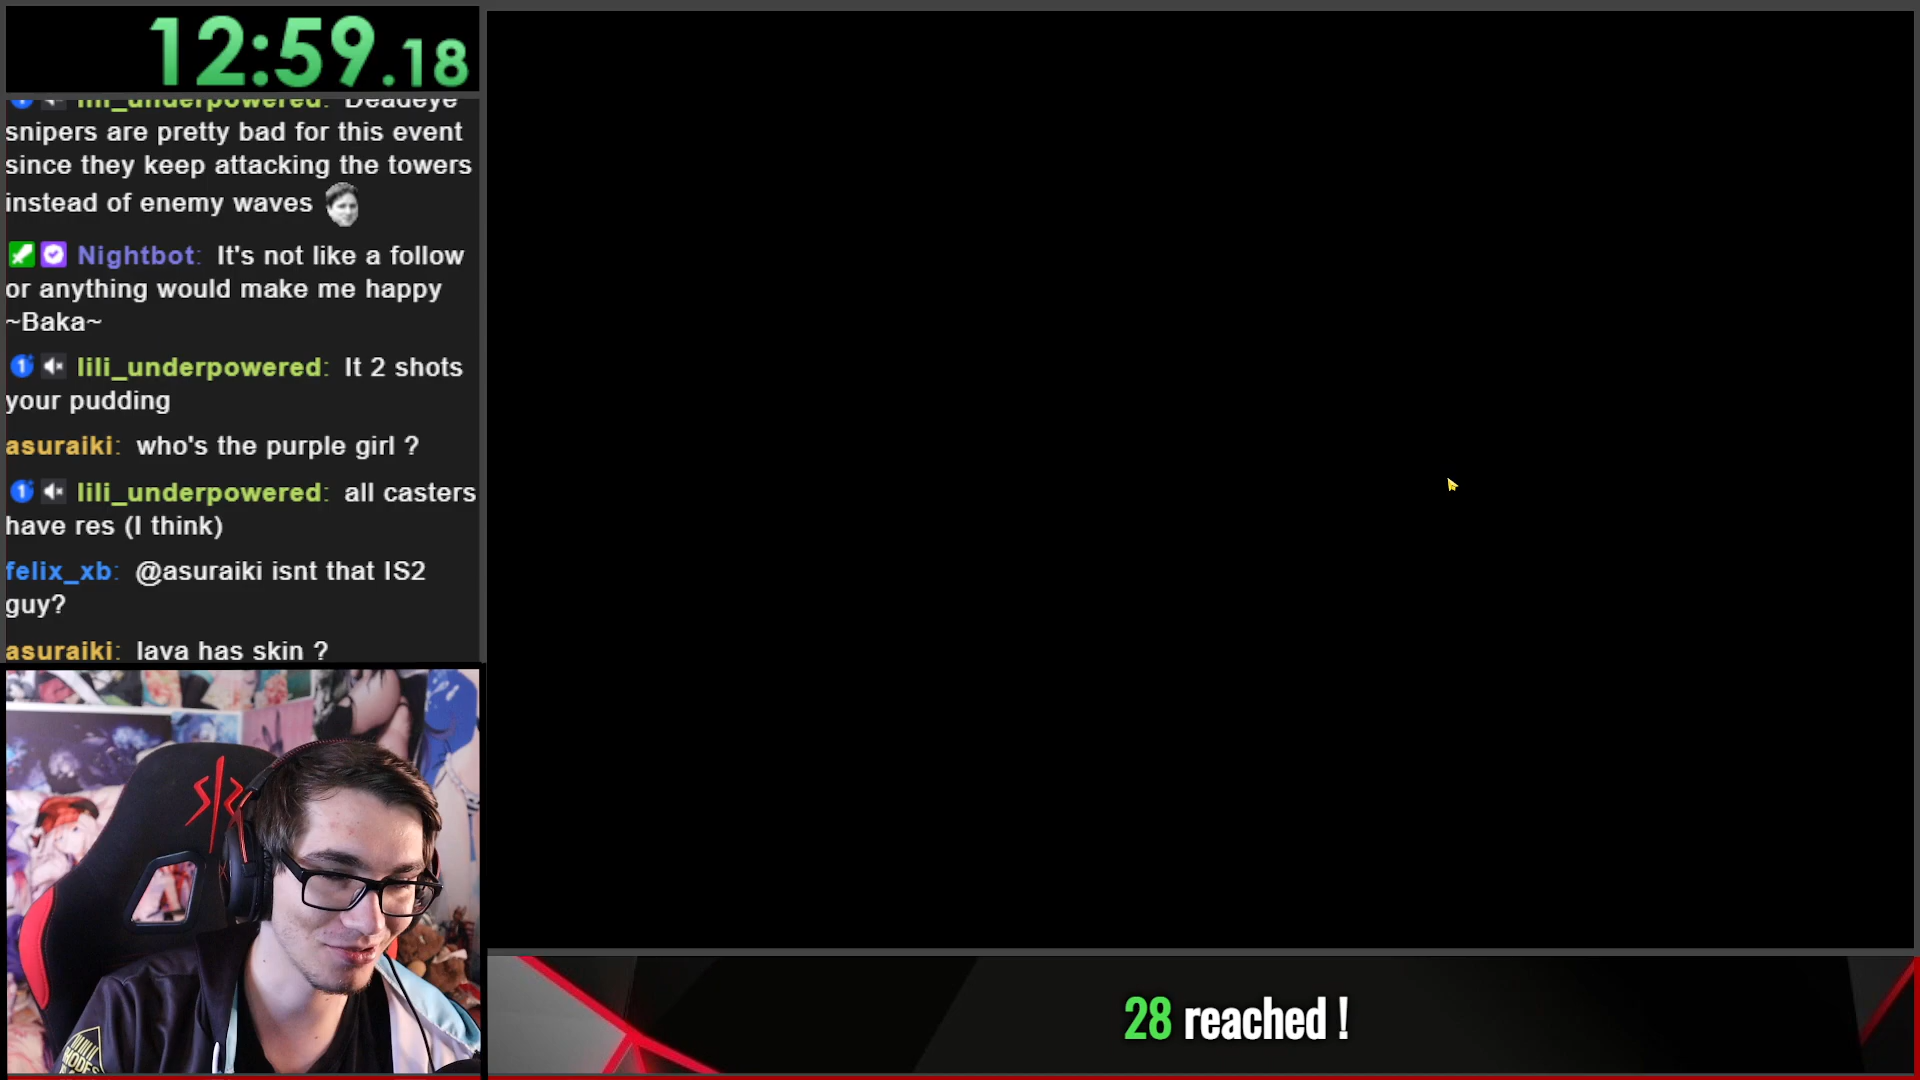 12:59.18
lili_underpowered: Deadeye
snipers are pretty bad for this event
since they keep attacking the towers
instead of enemy waves
Nightbot: It's not like a follow
or anything would make me happy
~Baka~
lili_underpowered: It 2 shots
your pudding
asuraiki: who's the purple girl ?
lili_underpowered: all casters
have res (I think)
felix_xb: @asuraiki isnt that IS2
guy?
asuraiki: lava has skin ?
28 reached !